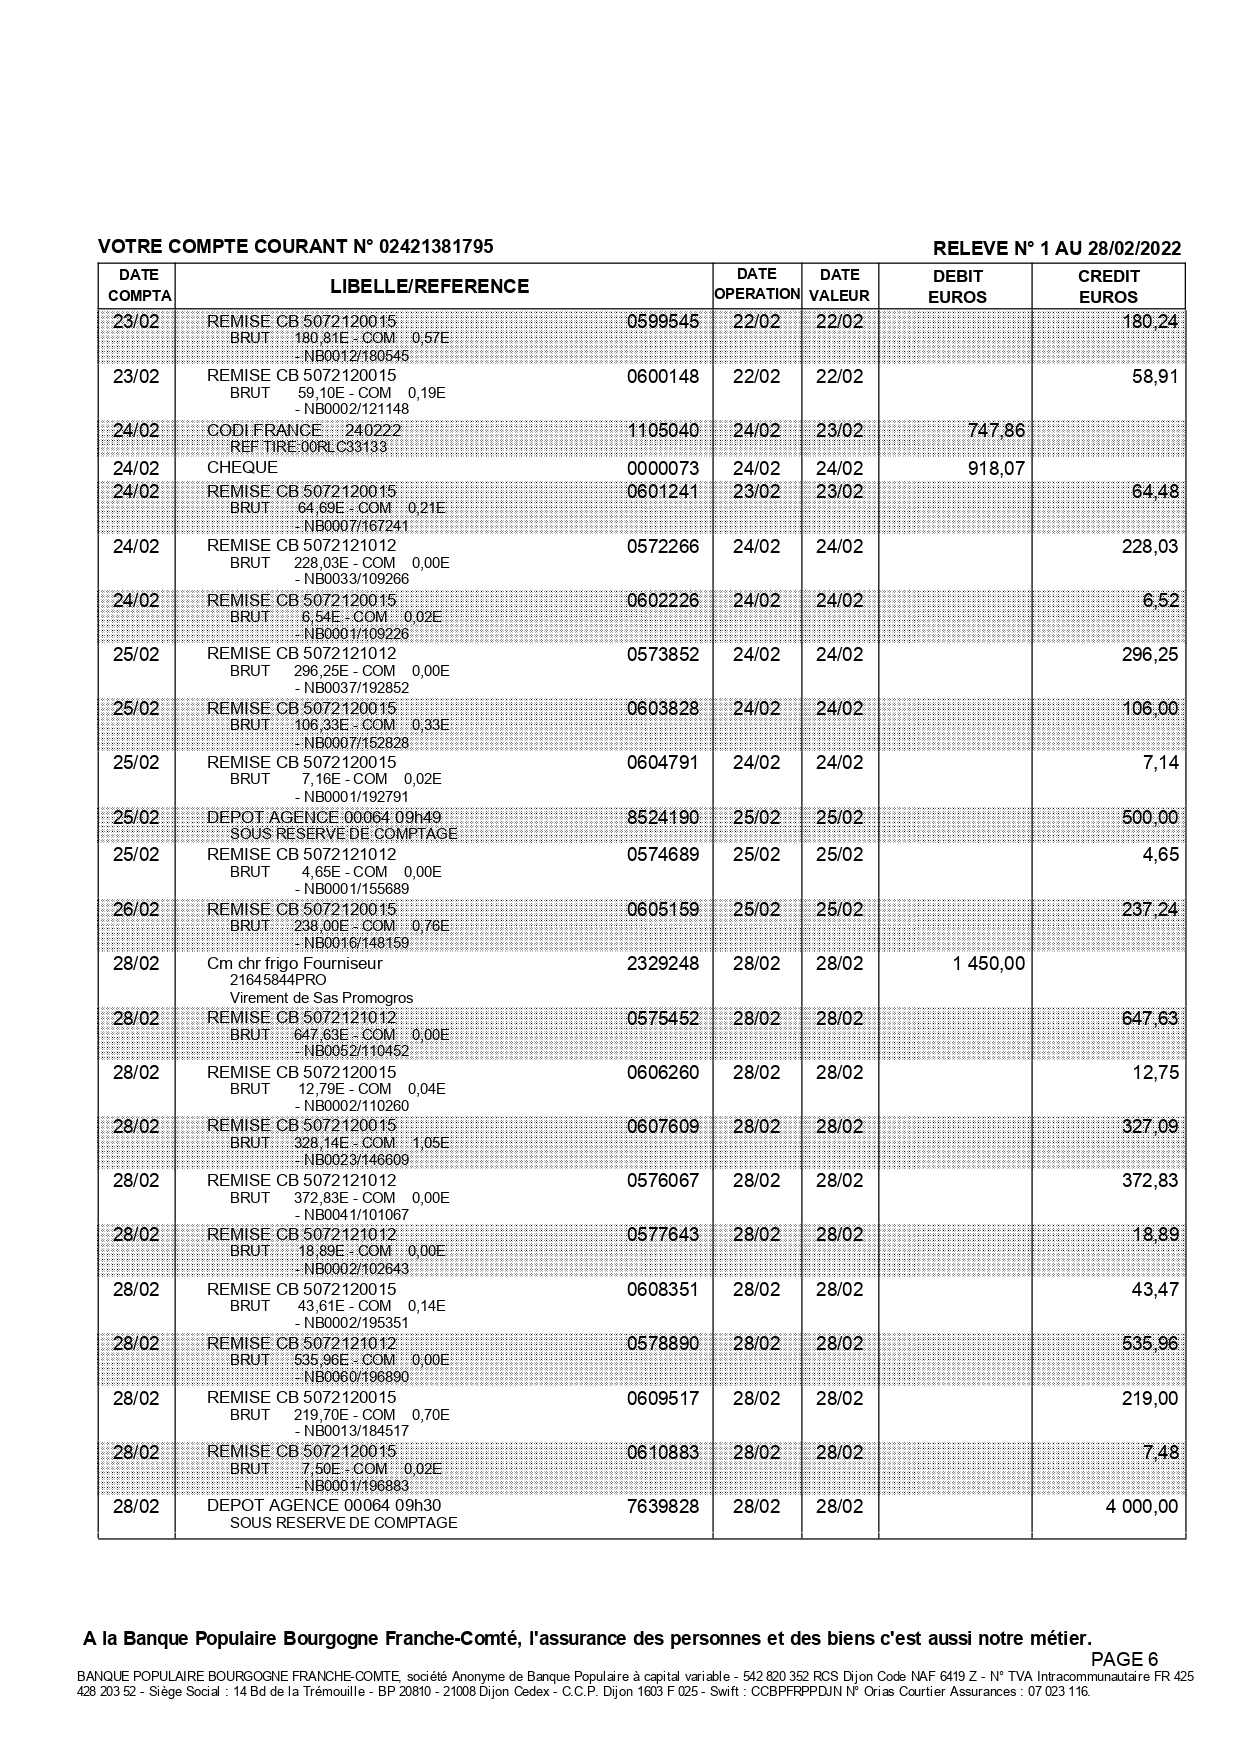 VOTRE COMPTE COURANT N° 02421381795
RELEVE N° 1 AU 28/02/2022
DATE COMPTA LIBELLE/REFERENCE DATE OPERATION DATE VALEUR DEBIT EUROS CREDIT EUROS
23/02 REMISE CB 5072120015 0599545 22/02 22/02 180,24
BRUT 180,81E - COM 0,57E
- NB0012/180545
23/02 REMISE CB 5072120015 0600148 22/02 22/02 58,91
BRUT 59,10E - COM 0,19E
- NB0002/121148
24/02 CODI FRANCE 240222 1105040 24/02 23/02 747,86
REF TIRE:00RLC33133
24/02 CHEQUE 0000073 24/02 24/02 918,07
24/02 REMISE CB 5072120015 0601241 23/02 23/02 64,48
BRUT 64,69E - COM 0,21E
- NB0007/167241
24/02 REMISE CB 5072121012 0572266 24/02 24/02 228,03
BRUT 228,03E - COM 0,00E
- NB0033/109266
24/02 REMISE CB 5072120015 0602226 24/02 24/02 6,52
BRUT 6,54E - COM 0,02E
- NB0001/109226
25/02 REMISE CB 5072121012 0573852 24/02 24/02 296,25
BRUT 296,25E - COM 0,00E
- NB0037/192852
25/02 REMISE CB 5072120015 0603828 24/02 24/02 106,00
BRUT 106,33E - COM 0,33E
- NB0007/152828
25/02 REMISE CB 5072120015 0604791 24/02 24/02 7,14
BRUT 7,16E - COM 0,02E
- NB0001/192791
25/02 DEPOT AGENCE 00064 09h49 8524190 25/02 25/02 500,00
SOUS RESERVE DE COMPTAGE
25/02 REMISE CB 5072121012 0574689 25/02 25/02 4,65
BRUT 4,65E - COM 0,00E
- NB0001/155689
26/02 REMISE CB 5072120015 0605159 25/02 25/02 237,24
BRUT 238,00E - COM 0,76E
- NB0016/148159
28/02 Cm chr frigo Fourniseur 2329248 28/02 28/02 1 450,00
21645844PRO
Virement de Sas Promogros
28/02 REMISE CB 5072121012 0575452 28/02 28/02 647,63
BRUT 647,63E - COM 0,00E
- NB0052/110452
28/02 REMISE CB 5072120015 0606260 28/02 28/02 12,75
BRUT 12,79E - COM 0,04E
- NB0002/110260
28/02 REMISE CB 5072120015 0607609 28/02 28/02 327,09
BRUT 328,14E - COM 1,05E
- NB0023/146609
28/02 REMISE CB 5072121012 0576067 28/02 28/02 372,83
BRUT 372,83E - COM 0,00E
- NB0041/101067
28/02 REMISE CB 5072121012 0577643 28/02 28/02 18,89
BRUT 18,89E - COM 0,00E
- NB0002/102643
28/02 REMISE CB 5072120015 0608351 28/02 28/02 43,47
BRUT 43,61E - COM 0,14E
- NB0002/195351
28/02 REMISE CB 5072121012 0578890 28/02 28/02 535,96
BRUT 535,96E - COM 0,00E
- NB0060/196890
28/02 REMISE CB 5072120015 0609517 28/02 28/02 219,00
BRUT 219,70E - COM 0,70E
- NB0013/184517
28/02 REMISE CB 5072120015 0610883 28/02 28/02 7,48
BRUT 7,50E - COM 0,02E
- NB0001/196883
28/02 DEPOT AGENCE 00064 09h30 7639828 28/02 28/02 4 000,00
SOUS RESERVE DE COMPTAGE
A la Banque Populaire Bourgogne Franche-Comté, l'assurance des personnes et des biens c'est aussi notre métier.
PAGE 6
BANQUE POPULAIRE BOURGOGNE FRANCHE-COMTE, société Anonyme de Banque Populaire à capital variable - 542 820 352 RCS Dijon Code NAF 6419 Z - N° TVA Intracommunautaire FR 425
428 203 52 - Siège Social : 14 Bd de la Trémouille - BP 20810 - 21008 Dijon Cedex - C.C.P. Dijon 1603 F 025 - Swift : CCBPFRPPDJN N° Orias Courtier Assurances : 07 023 116.